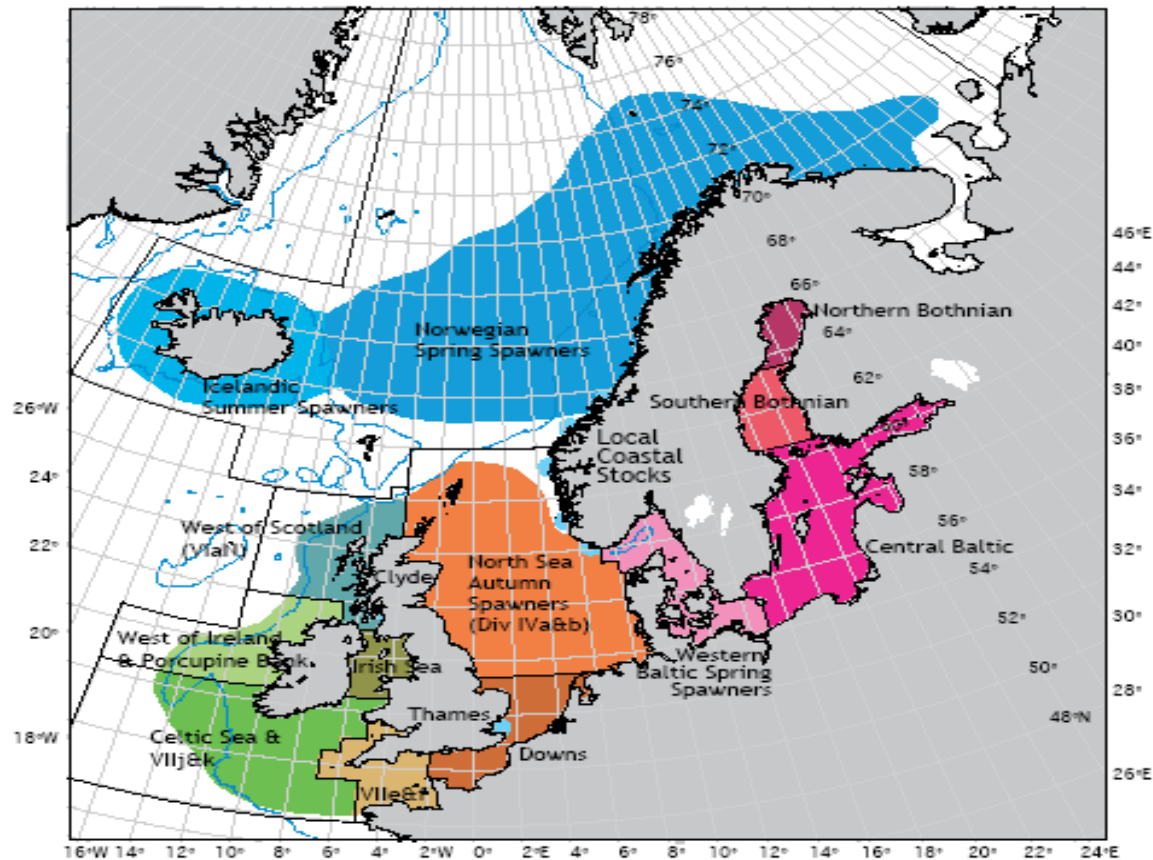 78°
76°
74°
72°
70°
68°
66°
46°E
44°E
42°E
40°E
38°E
36°E
34°E
32°E
30°E
28°E
26°E
Northern Bothnian
64°
62°
Norwegian
Spring Spawners
Icelandic
Summer Spawners
26°W
24°W
22°W
20°W
18°W
Southern Bothnian
60°
58°
56°
54°
52°
50°
48°N
Local
Coastal
Stocks
West of Scotland
(VIaN)
Clyde
North Sea
Autumn
Spawners
(Div IVa&b)
Central Baltic
West of Ireland
& Porcupine Bank
Irish Sea
Western
Baltic Spring
Spawners
Thames
Celtic Sea &
VIIj&k
Downs
VIIe&f
16°W 14° 12° 10° 8° 6° 4° 2°W 0° 2°E 6° 8° 10° 12° 14° 16° 18° 20° 22° 24°E